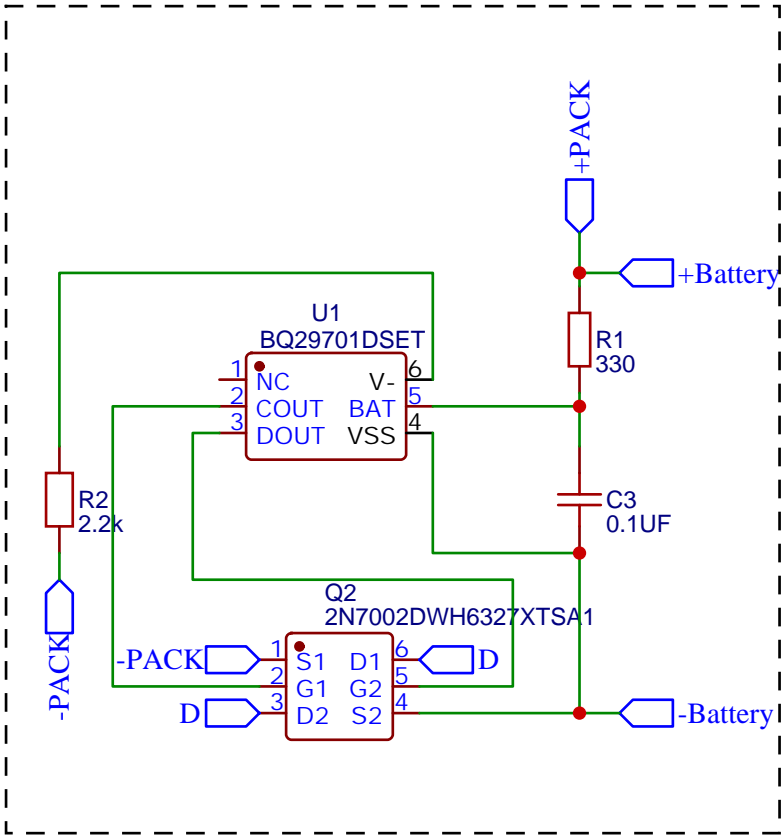 +PACK
+Battery
R1
330
U1
BQ29701DSET
1
NC
V-
6
2
COUT
BAT
5
3
DOUT
VSS
4
R2
2.2k
C3
0.1UF
-PACK
Q2
2N7002DWH6327XTSA1
-PACK
1
S1
D1
6
D
2
G1
G2
5
D
3
D2
S2
4
-Battery